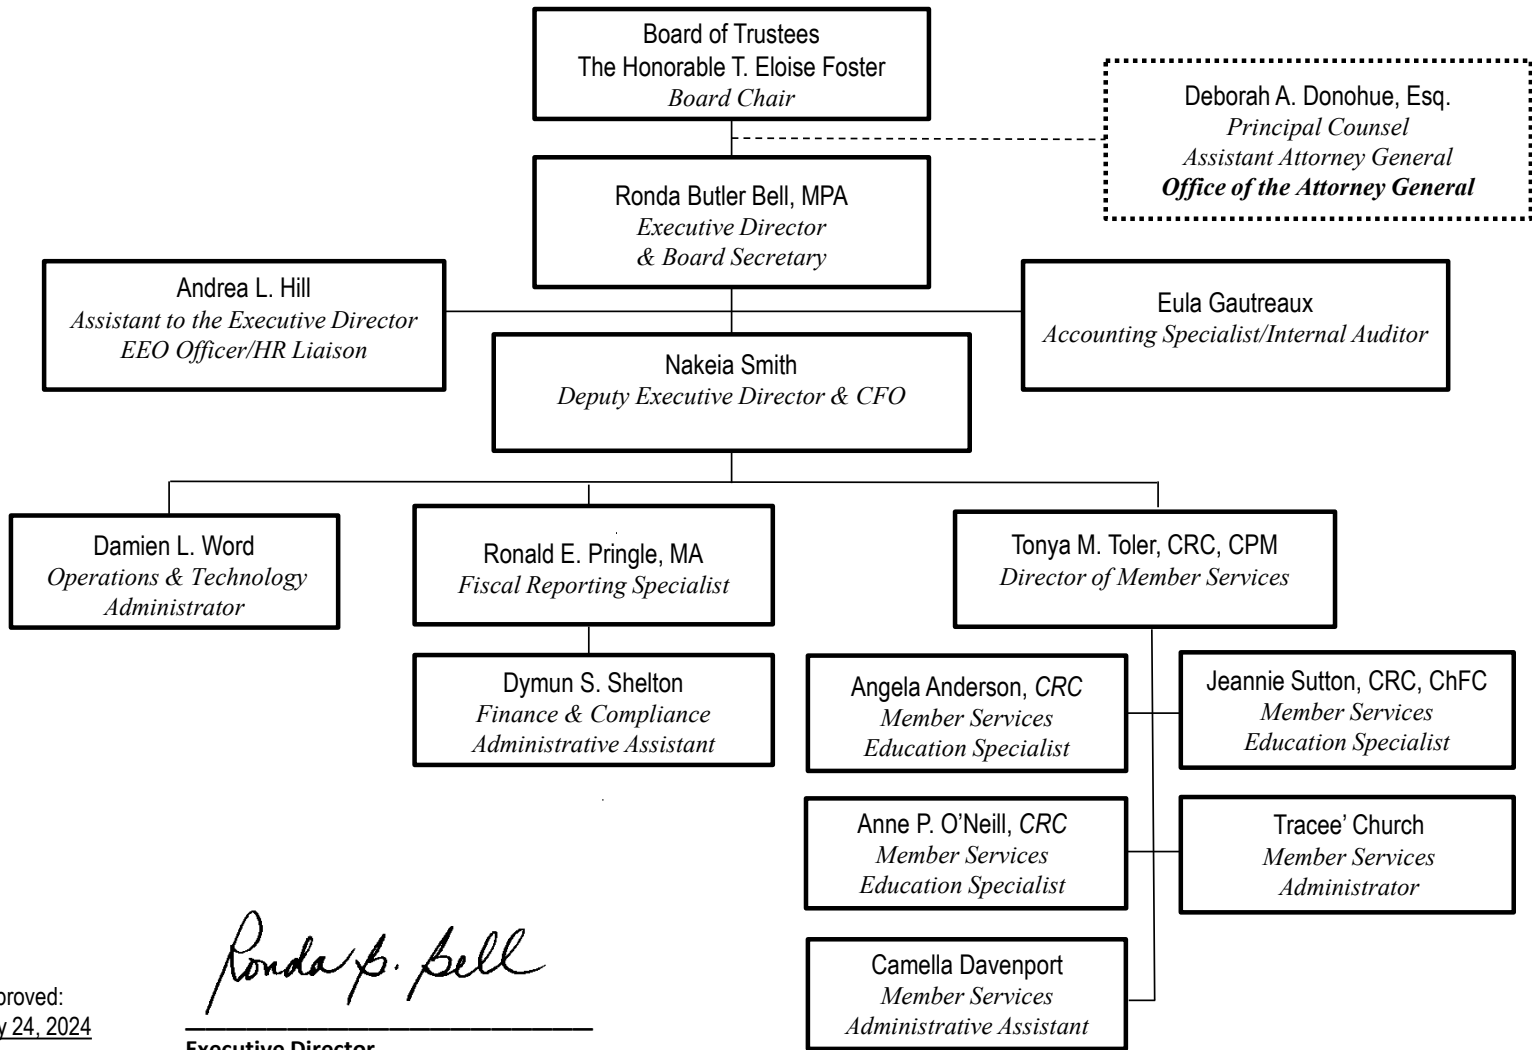 Board of Trustees
The Honorable T. Eloise Foster
Board Chair
Deborah A. Donohue, Esq.
Principal Counsel
Assistant Attorney General
Office of the Attorney General
Ronda Butler Bell, MPA
Executive Director
& Board Secretary
Andrea L. Hill
Assistant to the Executive Director
EEO Officer/HR Liaison
Eula Gautreaux
Accounting Specialist/Internal Auditor
Nakeia Smith
Deputy Executive Director & CFO
Damien L. Word
Operations & Technology
Administrator
Ronald E. Pringle, MA
Fiscal Reporting Specialist
Tonya M. Toler, CRC, CPM
Director of Member Services
Dymun S. Shelton
Finance & Compliance
Administrative Assistant
Angela Anderson, CRC
Member Services
Education Specialist
Jeannie Sutton, CRC, ChFC
Member Services
Education Specialist
Anne P. O’Neill, CRC
Member Services
Education Specialist
Tracee’ Church
Member Services
Administrator
Camella Davenport
Member Services
Administrative Assistant
Ronda B. Bell
24, 2024
Executive Director